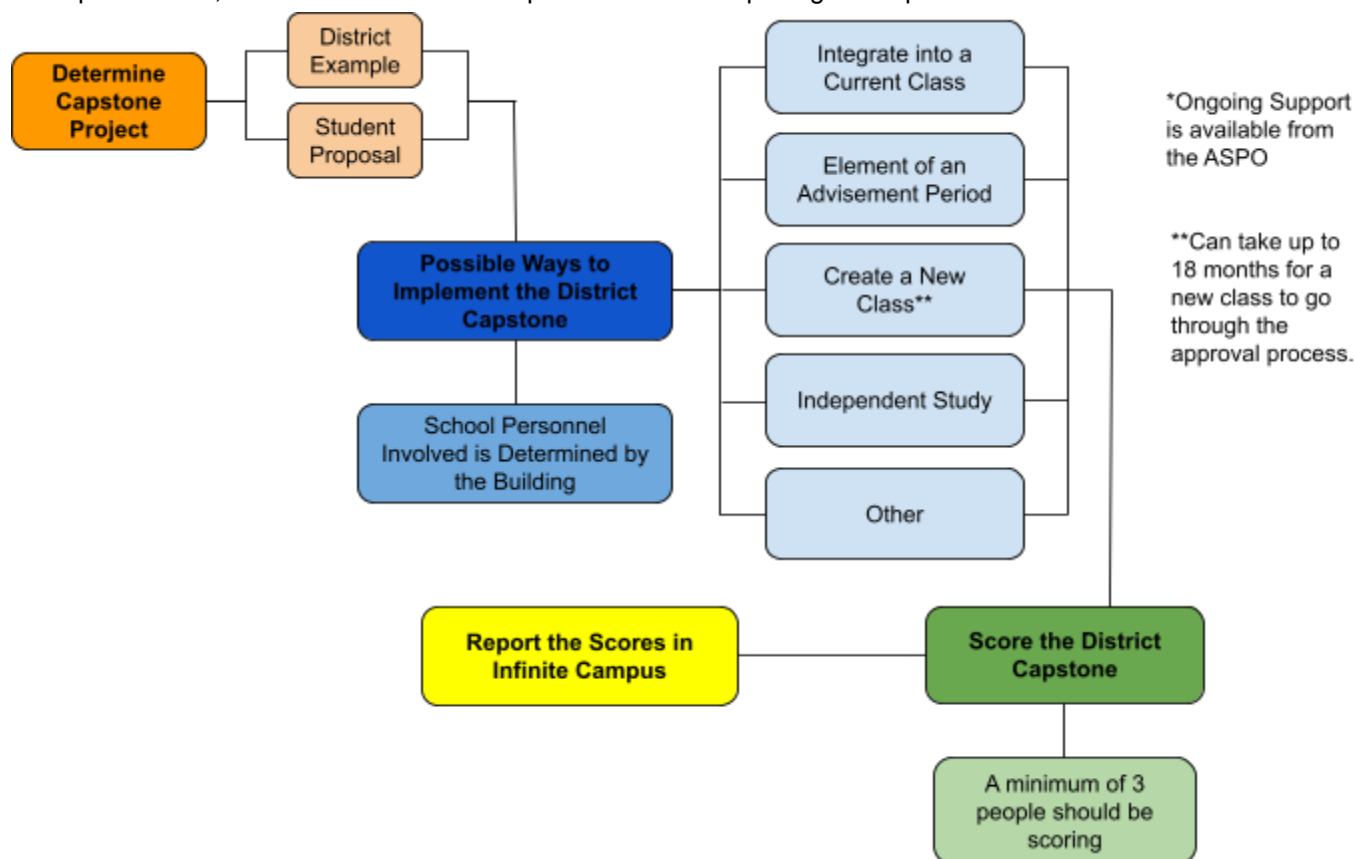 District
Example
Determine
Capstone
Project
Student
Proposal
Possible Ways to
Implement the District
Capstone
School Personnel
Involved is Determined by
the Building
Integrate into a
Current Class
Element of an
Advisement Period
Create a New
Class**
Independent Study
Other
*Ongoing Support
is available from
the ASPO
**Can take up to
18 months for a
new class to go
through the
approval process.
Score the District
Capstone
Report the Scores in
Infinite Campus
A minimum of 3
people should be
scoring